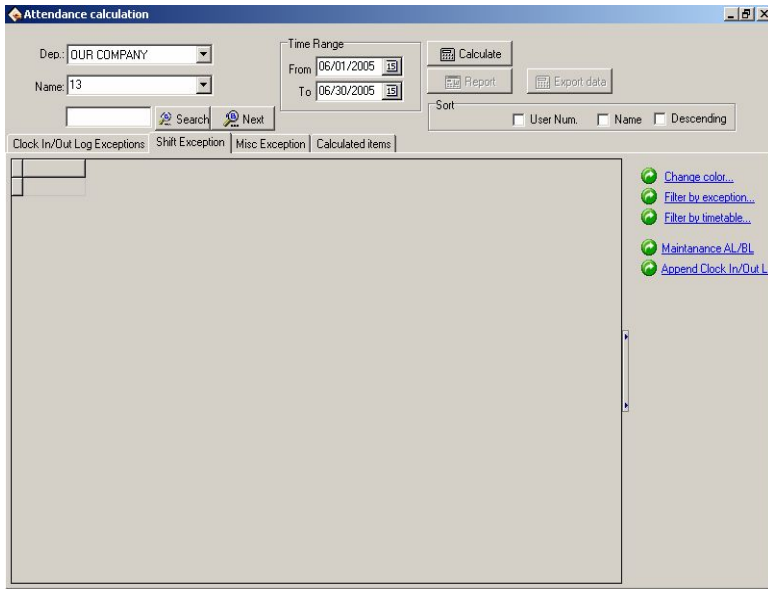 Attendance calculation
Dep.: OUR COMPANY
Name: 13
Search Next
Time Range
From 06/01/2005 15
To 06/30/2005 15
Calculate
Report Export data
Sort
User Num. Name Descending
Clock In/Out Log Exceptions Shift Exception Misc Exception Calculated items
Change color...
Filter by exception...
Filter by timetable...
Maintanance AL/BL
Append Clock In/Out L